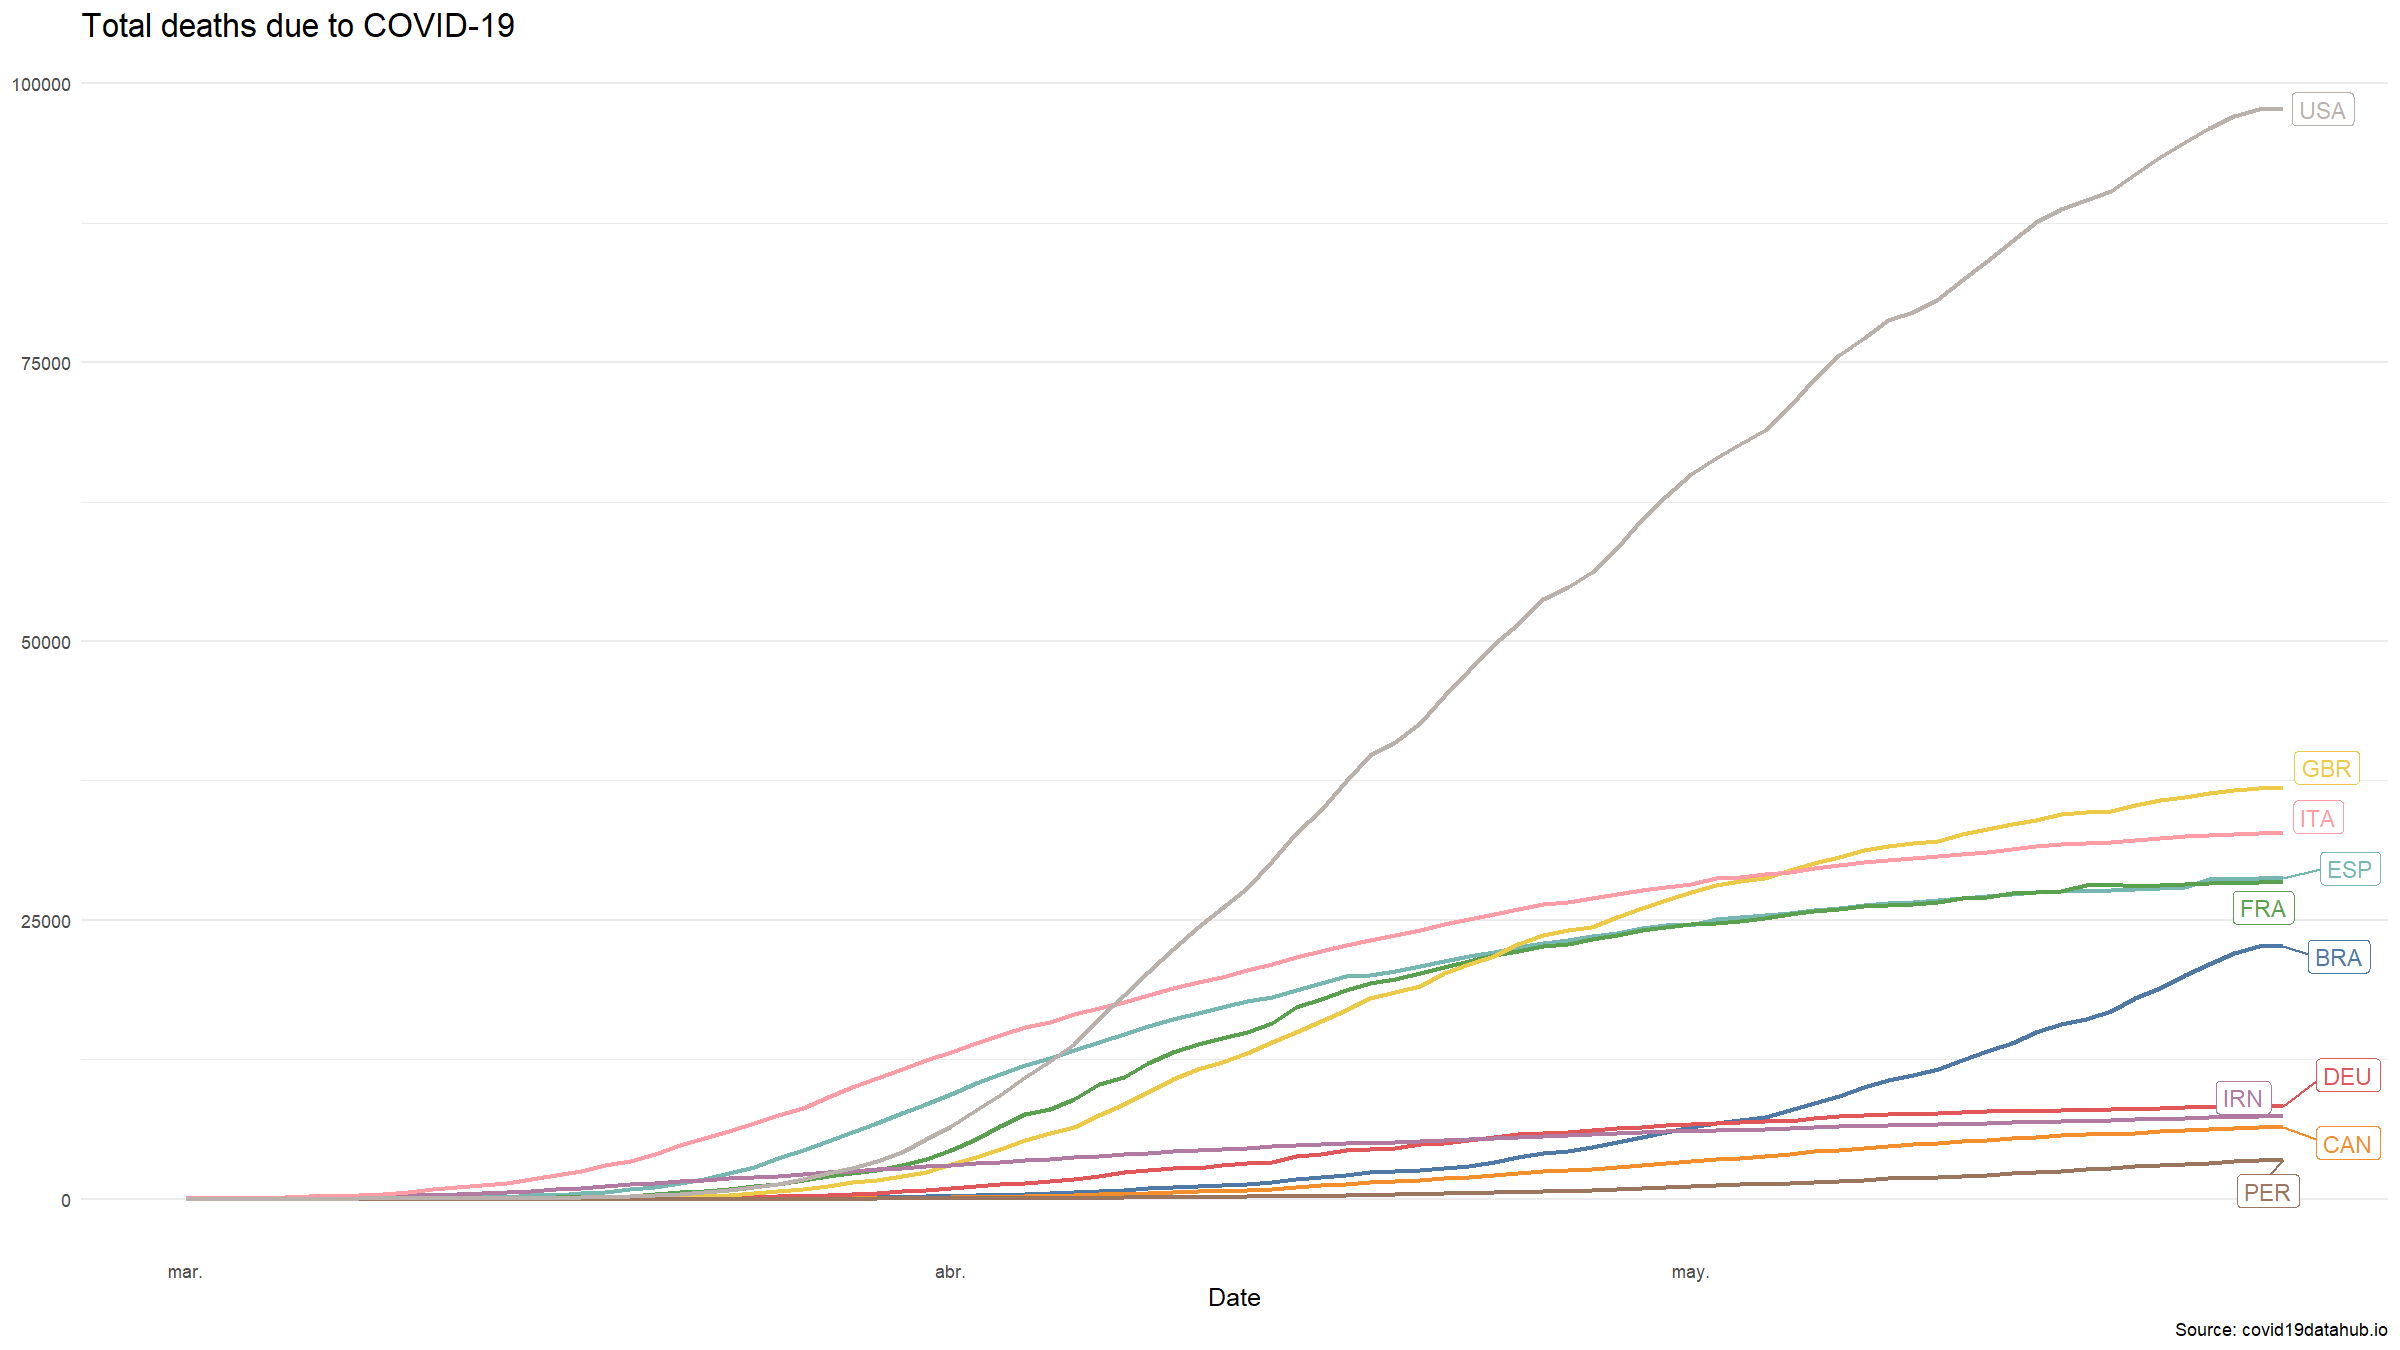 Total deaths due to COVID-19
100000
75000
50000
25000
0
USA
GBR
ITA
ESP
FRA
BRA
DEU
IRN
CAN
PER
mar.
abr.
may.
Date
Source: covid19datahub.io